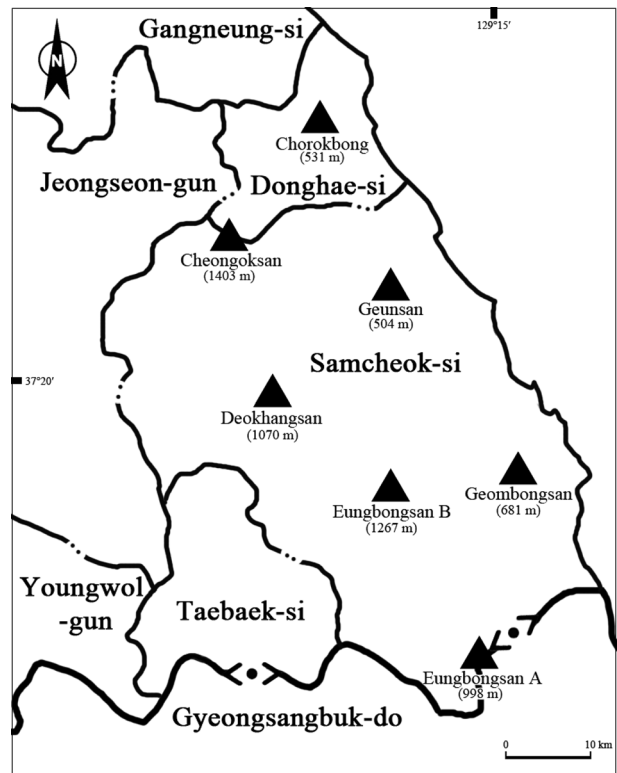 129°15′
Gangneung-si
N
Chorokbong
(531 m)
Jeongseon-gun
Donghae-si
Cheongoksan
(1403 m)
Geunsan
(504 m)
Samcheok-si
37°20′
Deokhangsan
(1070 m)
Eungbongsan B
(1267 m)
Geombongsan
(681 m)
Youngwol
-gun
Taebaek-si
Eungbongsan A
(998 m)
Gyeongsangbuk-do
0 10 km